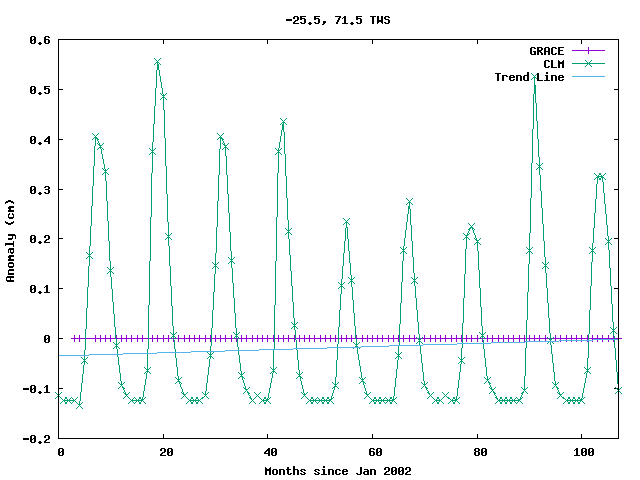 -25.5, 71.5 TWS
GRACE
CLM
Trend Line
0.6
0.5
0.4
0.3
0.2
0.1
0
-0.1
-0.2
Anomaly (cm)
0 20 40 60 80 100
Months since Jan 2002